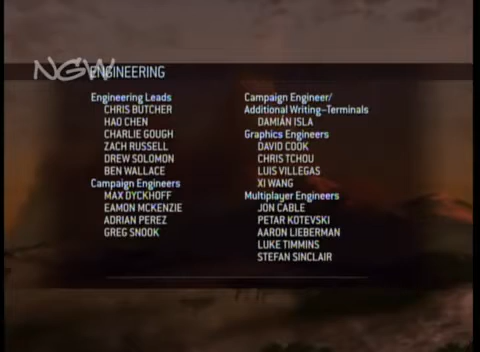 NGW
ENGINEERING
Engineering Leads
CHRIS BUTCHER
HAO CHEN
CHARLIE GOUGH
ZACH RUSSELL
DREW SOLOMON
BEN WALLACE
Campaign Engineers
MAX DYCKHOFF
EAMON MCKENZIE
ADRIAN PEREZ
GREG SNOOK
Campaign Engineer/
Additional Writing–Terminals
DAMIÁN ISLA
Graphics Engineers
DAVID COOK
CHRIS TCHOU
LUIS VILLEGAS
XI WANG
Multiplayer Engineers
JON CABLE
PETAR KOTEVSKI
AARON LIEBERMAN
LUKE TIMMINS
STEFAN SINCLAIR